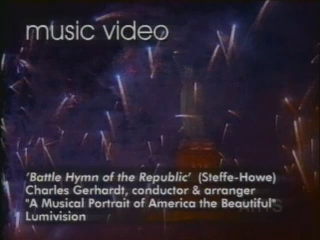 music video
'Battle Hymn of the Republic' (Steffe-Howe)
Charles Gerhardt, conductor & arranger
"A Musical Portrait of America the Beautiful"
Lumivision
ARTS